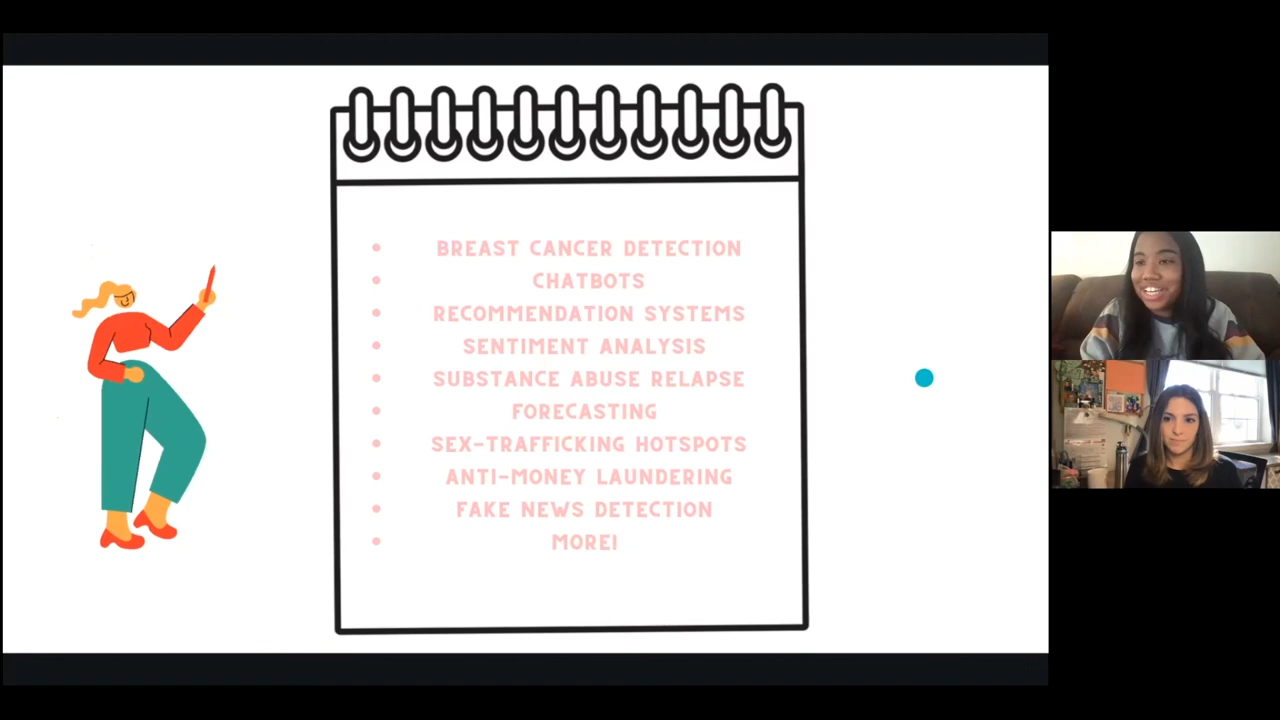 BREAST CANCER DETECTION
CHATBOTS
RECOMMENDATION SYSTEMS
SENTIMENT ANALYSIS
SUBSTANCE ABUSE RELAPSE
FORECASTING
SEX-TRAFFICKING HOTSPOTS
ANTI-MONEY LAUNDERING
FAKE NEWS DETECTION
MORE!